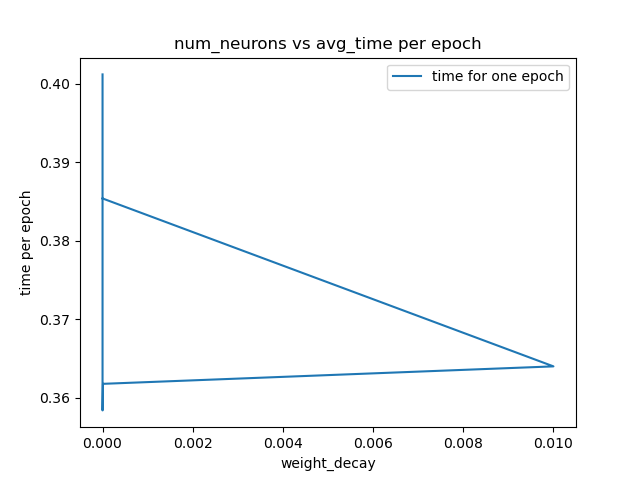 num_neurons vs avg_time per epoch
time for one epoch
0.40
0.39
0.38
0.37
0.36
time per epoch
0.000 0.002 0.004 0.006 0.008 0.010
weight_decay